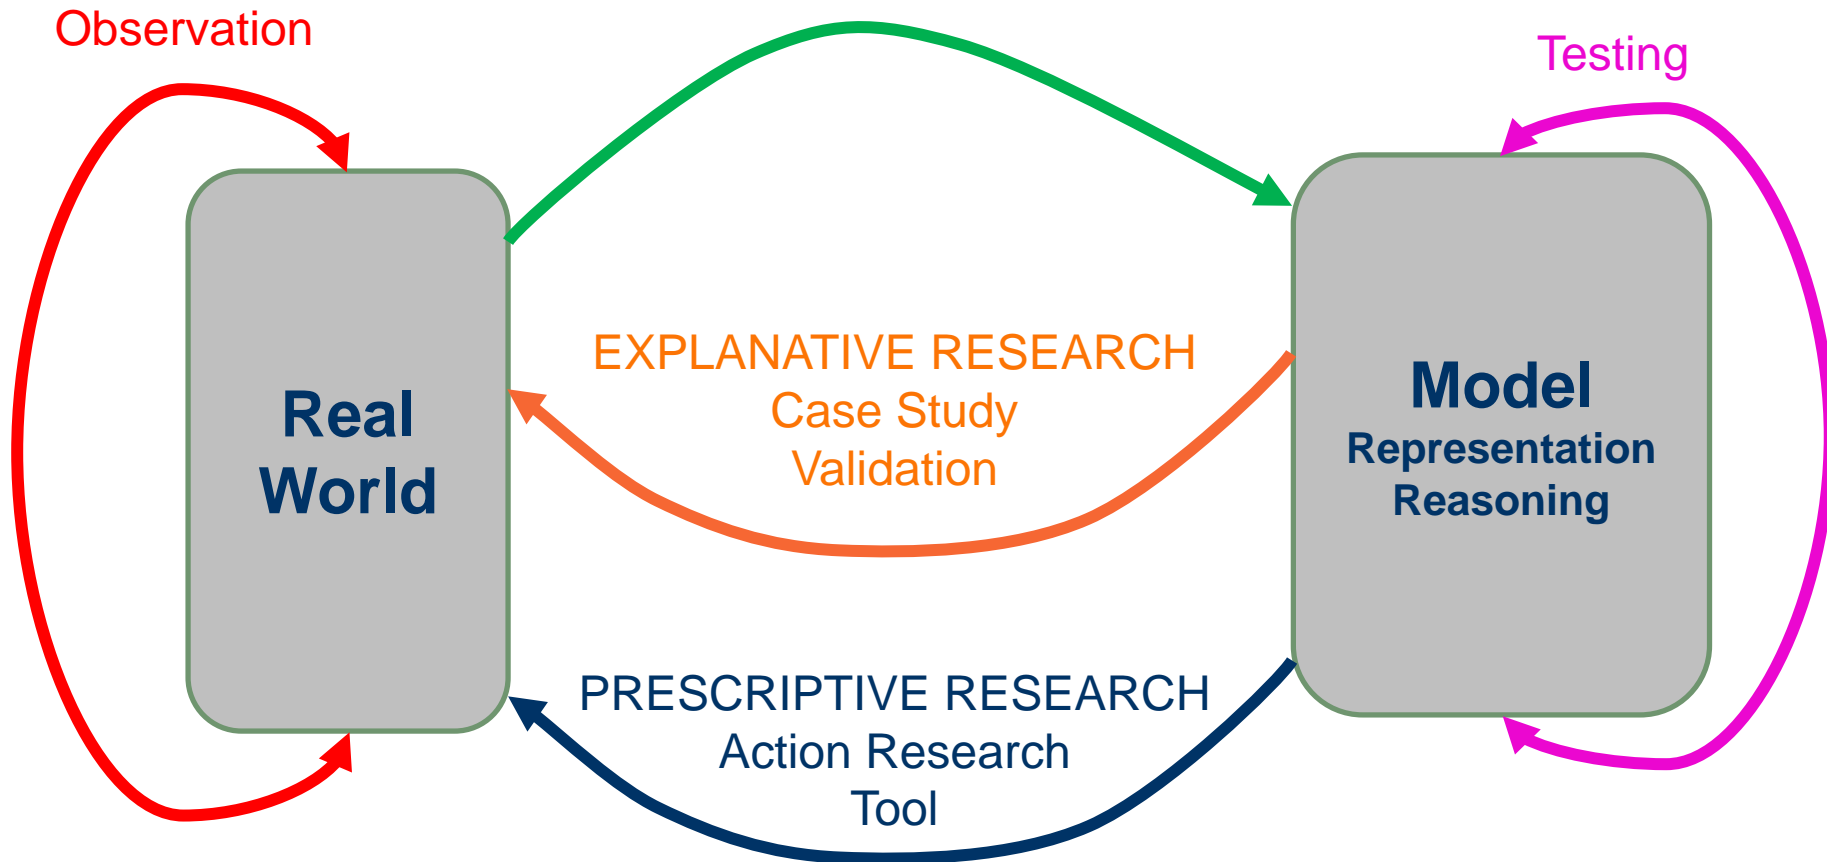 Observation
Testing
Real
World
EXPLANATIVE RESEARCH
Case Study
Validation
Model
Representation
Reasoning
PRESCRIPTIVE RESEARCH
Action Research
Tool